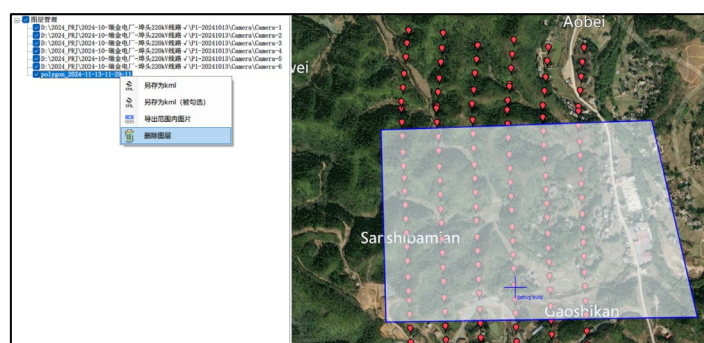 图层管理
D:\2024_PRJ\2024-10-瑞金电厂-埠头220kV线路√\P1-20241013\Camera\Camera-1
D:\2024_PRJ\2024-10-瑞金电厂-埠头220kV线路√\P1-20241013\Camera\Camera-2
D:\2024_PRJ\2024-10-瑞金电厂-埠头220kV线路√\P1-20241013\Camera\Camera-3
D:\2024_PRJ\2024-10-瑞金电厂-埠头220kV线路√\P1-20241013\Camera\Camera-4
D:\2024_PRJ\2024-10-瑞金电厂-埠头220kV线路√\P1-20241013\Camera\Camera-5
D:\2024_PRJ\2024-10-瑞金电厂-埠头220kV线路√\P1-20241013\Camera\Camera-6
polygon_2024-11-13-11-29-11
另存为kml
另存为kml（被勾选）
导出范围内图片
删除图层
Aobei
wei
Sanshibamian
debug build
Gaoshikan